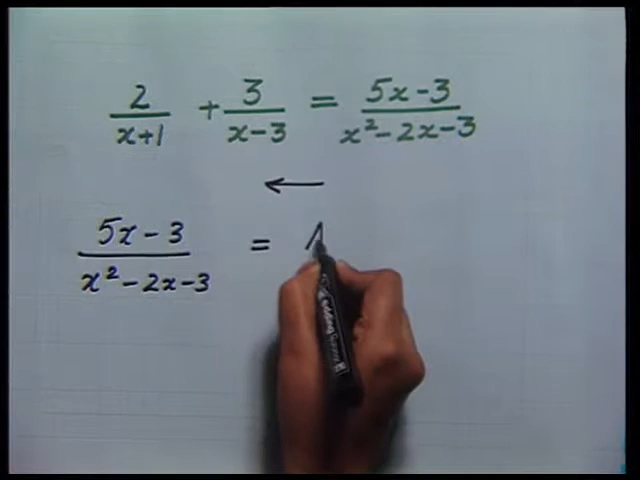 2/(x+1) + 3/(x-3) = (5x-3)/(x²-2x-3)
←
(5x-3)/(x²-2x-3) =